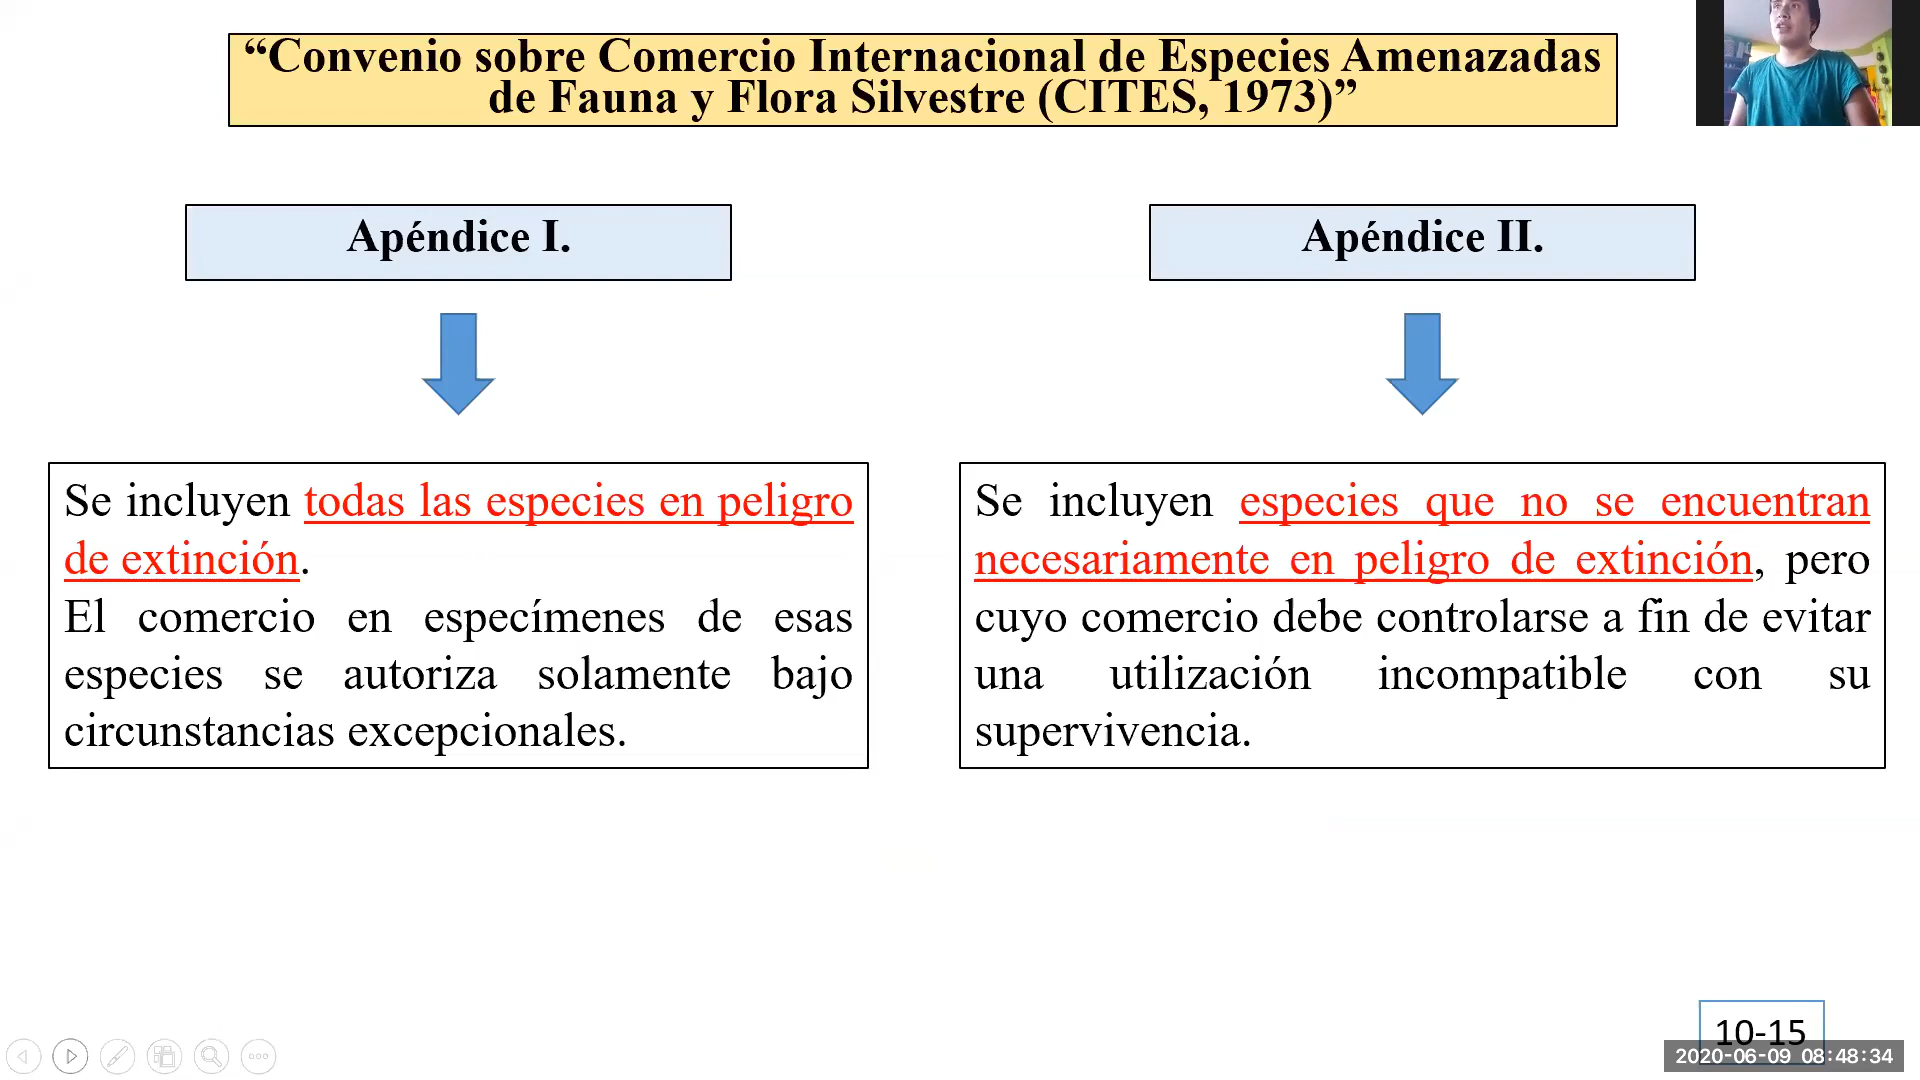 “Convenio sobre Comercio Internacional de Especies Amenazadas
de Fauna y Flora Silvestre (CITES, 1973)”
Apéndice I.
Apéndice II.
Se incluyen todas las especies en peligro
de extinción.
El comercio en especímenes de esas
especies se autoriza solamente bajo
circunstancias excepcionales.
Se incluyen especies que no se encuentran
necesariamente en peligro de extinción, pero
cuyo comercio debe controlarse a fin de evitar
una utilización incompatible con su
supervivencia.
10-15
2020-06-09 08:48:34